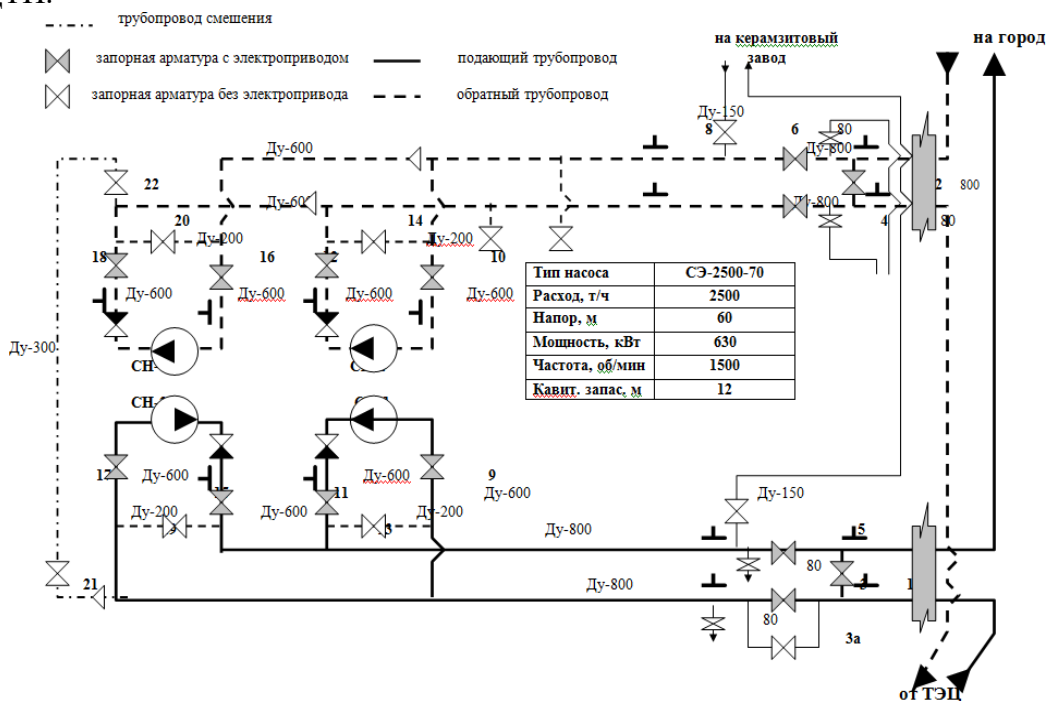 трубопровод смешения
запорная арматура с электроприводом
подающий трубопровод
запорная арматура без электропривода
обратный трубопровод
на керамзитовый
завод
на город
Ду-150
8
6
80
Ду-600
Ду-800
22
Ду-600
Ду-800
2
800
20
14
4
80
Ду-200
Ду-200
18
16
12
10
Ду-600
Ду-600
Ду-600
Ду-600
Тип насоса СЭ-2500-70
Расход, т/ч 2500
Напор, м 60
Мощность, кВт 630
Частота, об/мин 1500
Кавит. запас, м 12
Ду-300
СН-
СН-
17
Ду-600
Ду-600
9
11
Ду-600
Ду-150
Ду-200
Ду-600
Ду-200
Ду-800
5
80
21
Ду-800
3
1
80
3а
от ТЭЦ